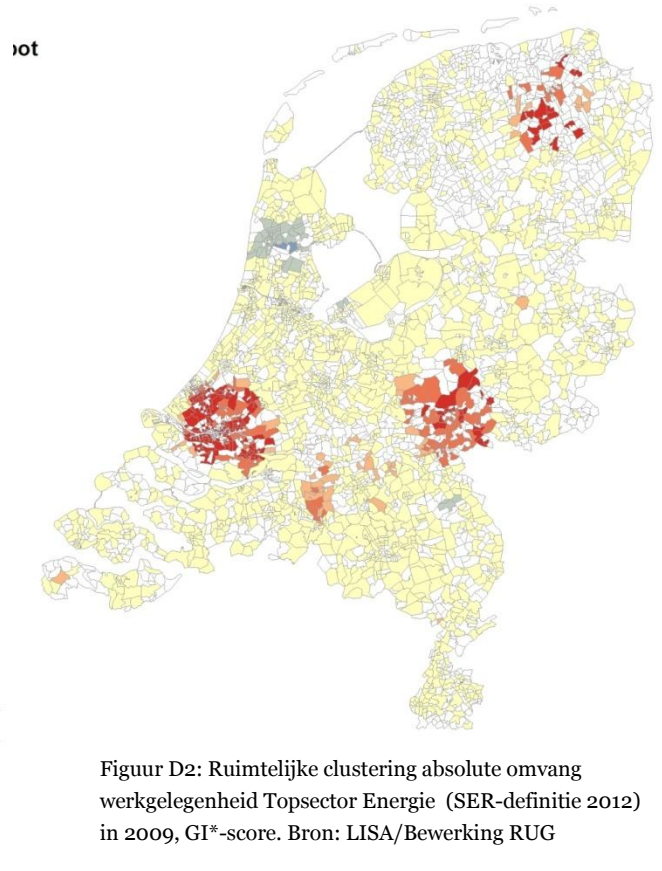 Figuur D2: Ruimtelijke clustering absolute omvang
werkgelegenheid Topsector Energie (SER-definitie 2012)
in 2009, GI*-score. Bron: LISA/Bewerking RUG